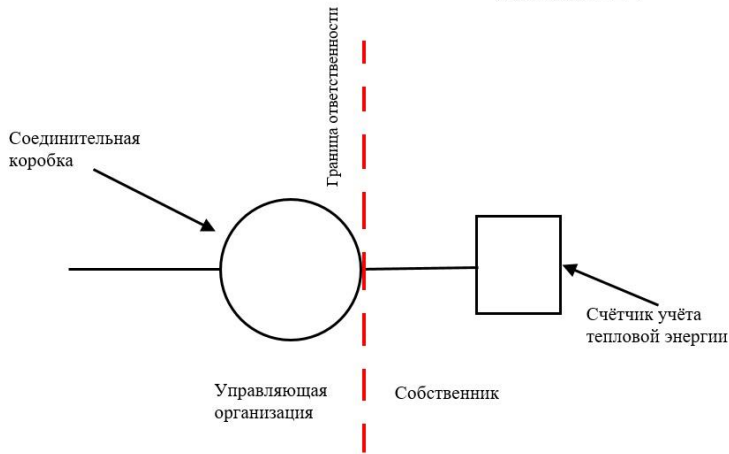 Граница ответственности
Соединительная
коробка
Счётчик учёта
тепловой энергии
Управляющая
организация
Собственник